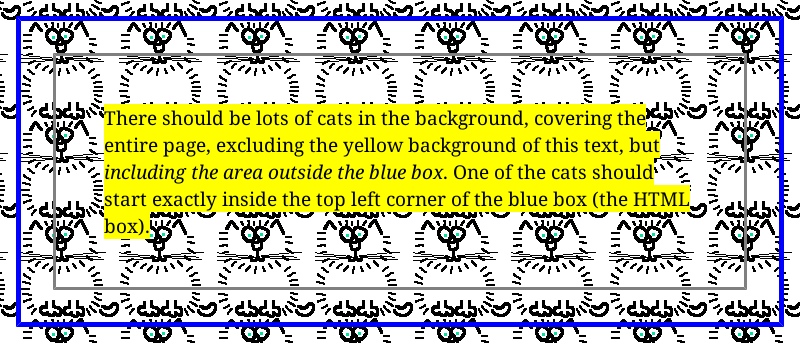 There should be lots of cats in the background, covering the
entire page, excluding the yellow background of this text, but
including the area outside the blue box. One of the cats should
start exactly inside the top left corner of the blue box (the HTML
box).